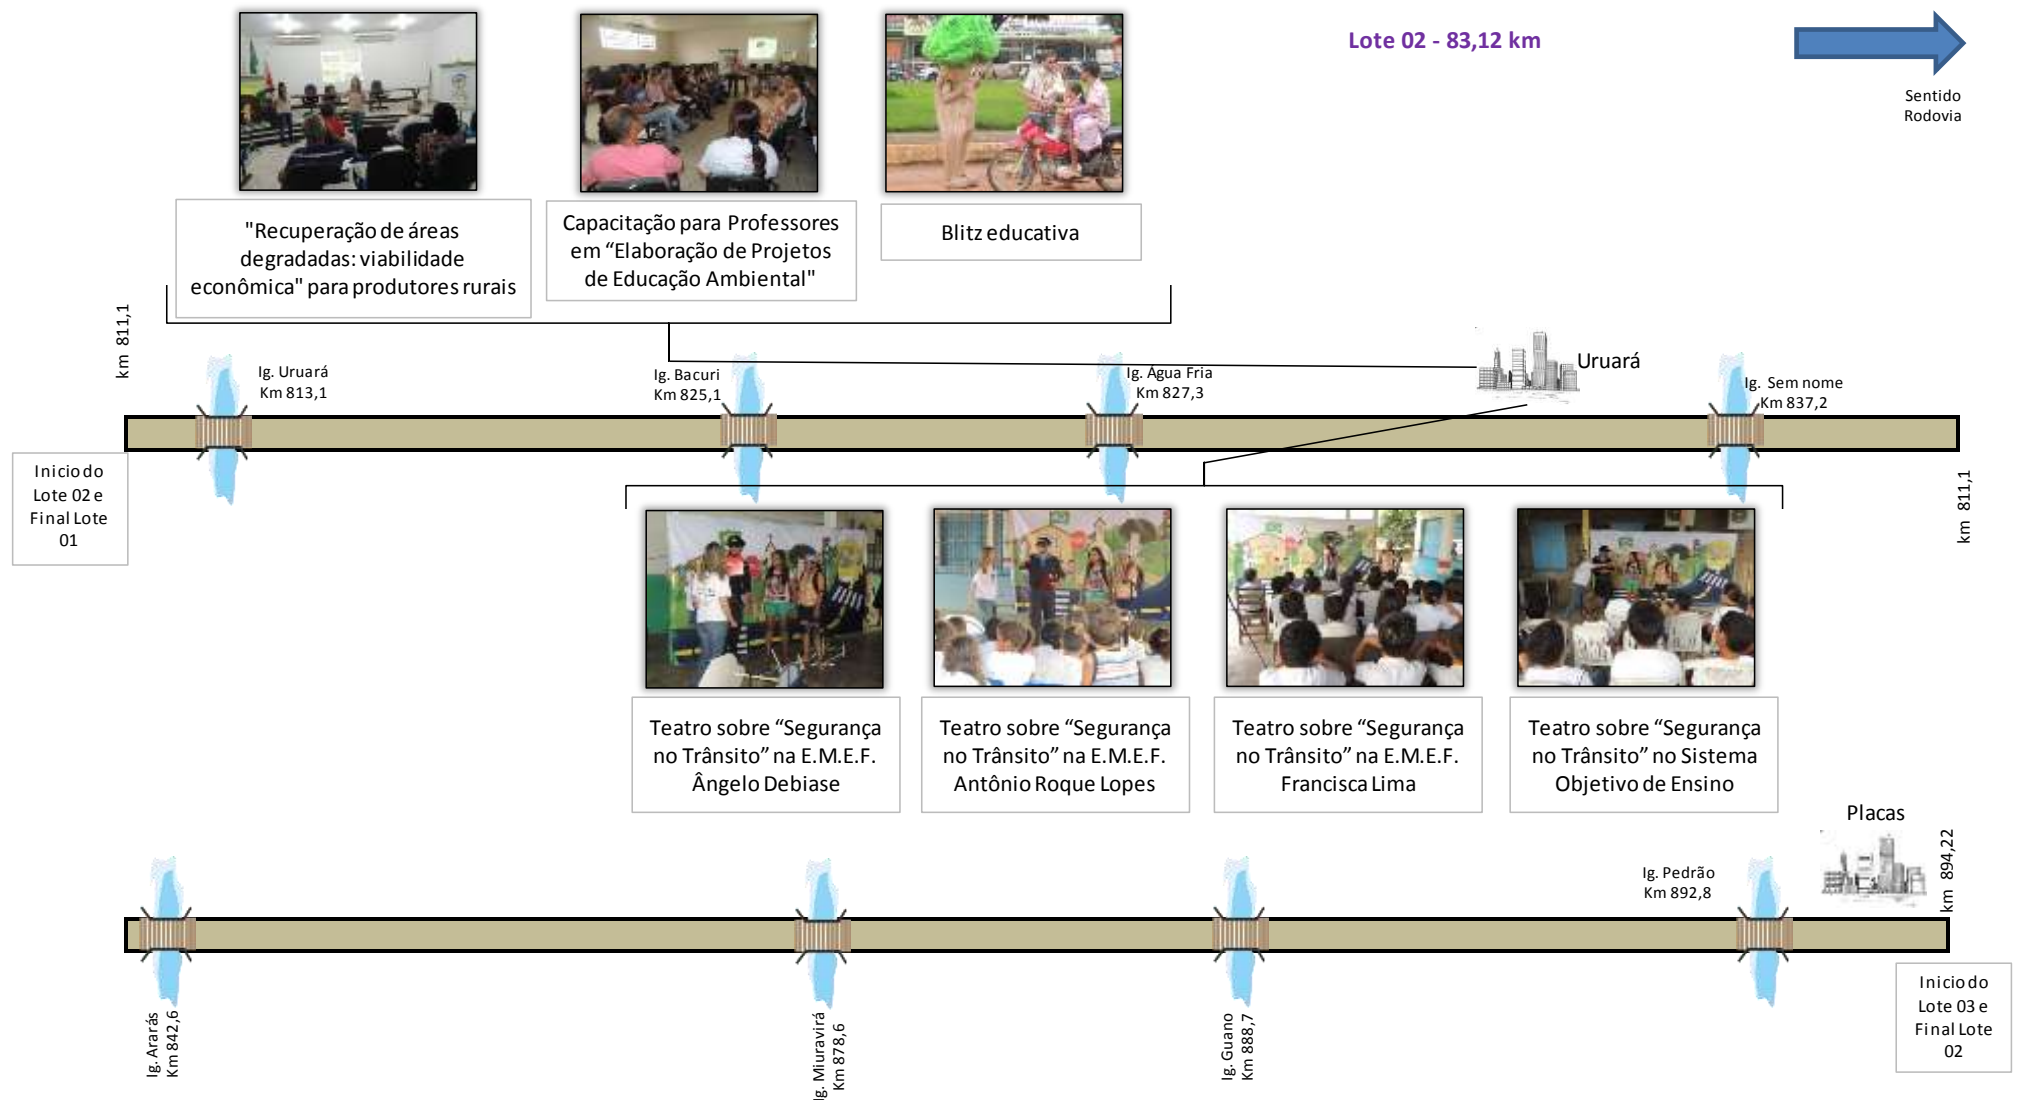 Lote 02 - 83,12 km
Sentido
Rodovia
"Recuperação de áreas
degradadas: viabilidade
econômica" para produtores rurais
Capacitação para Professores
em “Elaboração de Projetos
de Educação Ambiental"
Blitz educativa
km 811,1
Ig. Uruará
Km 813,1
Ig. Bacuri
Km 825,1
Ig. Água Fria
Km 827,3
Uruará
Ig. Sem nome
Km 837,2
Inicio do
Lote 02 e
Final Lote
01
km 811,1
Teatro sobre “Segurança
no Trânsito” na E.M.E.F.
Ângelo Debiase
Teatro sobre “Segurança
no Trânsito” na E.M.E.F.
Antônio Roque Lopes
Teatro sobre “Segurança
no Trânsito” na E.M.E.F.
Francisca Lima
Teatro sobre “Segurança
no Trânsito” no Sistema
Objetivo de Ensino
Placas
km 894,22
Ig. Pedrão
Km 892,8
Ig. Ararás
Km 842,6
Ig. Miuravirá
Km 878,6
Ig. Guano
Km 888,7
Inicio do
Lote 03 e
Final Lote
02